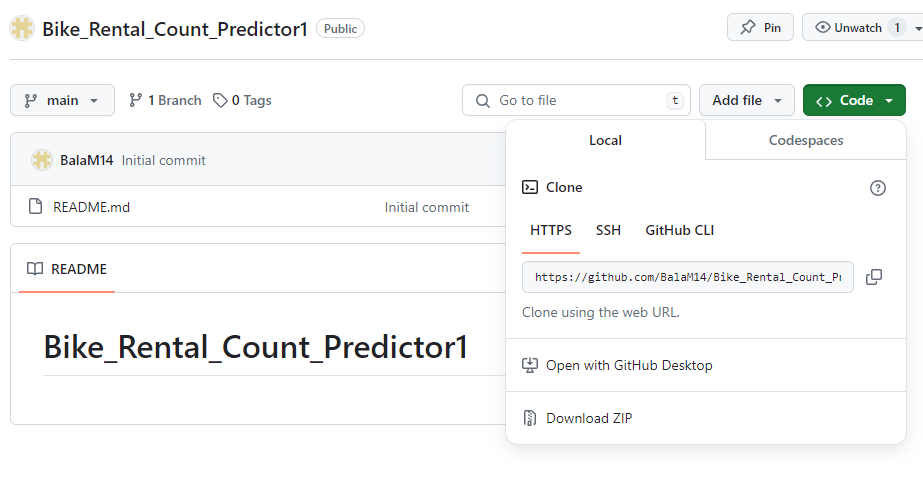 Bike_Rental_Count_Predictor1 Public Pin Unwatch 1
main 1 Branch 0 Tags Go to file t Add file Code
Local Codespaces
BalaM14 Initial commit
Clone
README.md Initial commit
HTTPS SSH GitHub CLI
README
https://github.com/BalaM14/Bike_Rental_Count_P
Clone using the web URL.
Bike_Rental_Count_Predictor1
Open with GitHub Desktop
Download ZIP